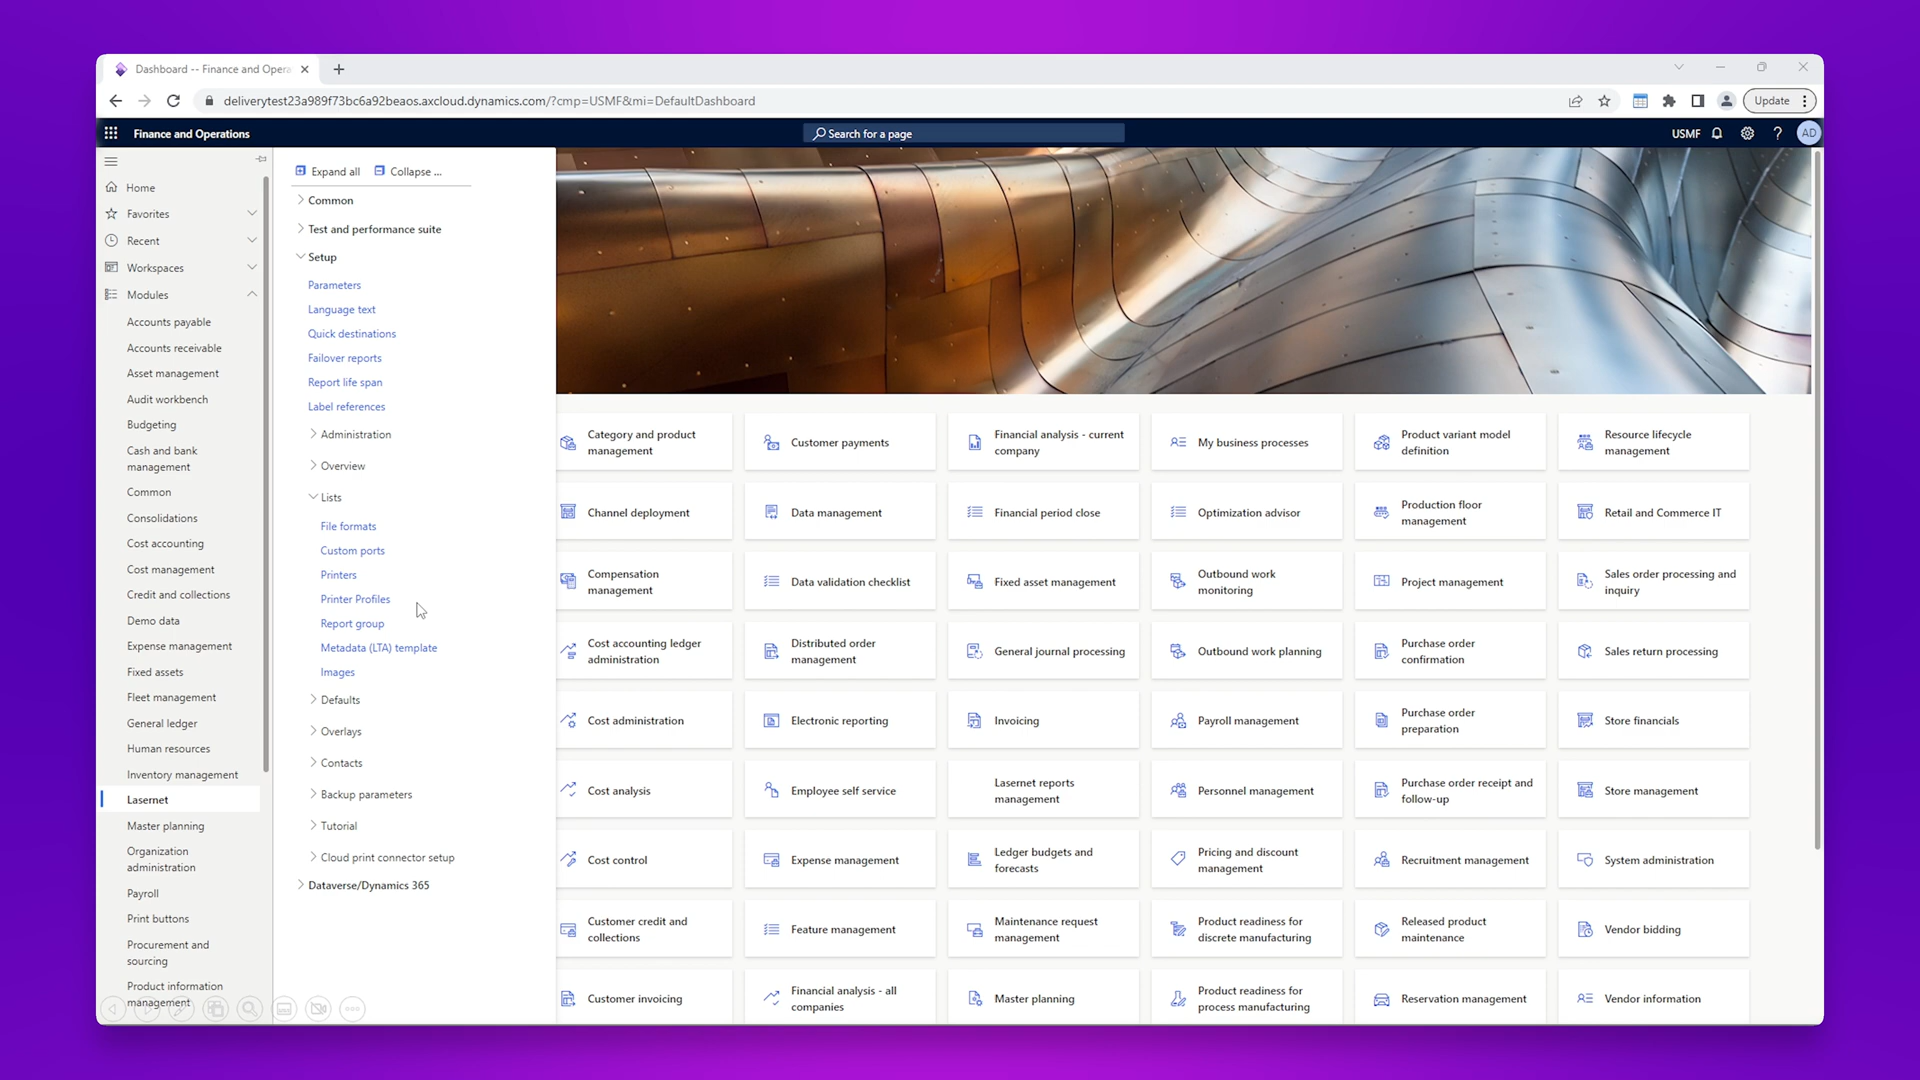 Dashboard -- Finance and Opera
deliverytest23a989f73bc6a92beaos.axcloud.dynamics.com/?cmp=USMF&mi=DefaultDashboard
Update
Finance and Operations
Search for a page
USMF
?
AD
Home
Favorites
Recent
Workspaces
Modules
Accounts payable
Accounts receivable
Asset management
Audit workbench
Budgeting
Cash and bank
management
Common
Consolidations
Cost accounting
Cost management
Credit and collections
Demo data
Expense management
Fixed assets
Fleet management
General ledger
Human resources
Inventory management
Lasernet
Master planning
Organization
administration
Payroll
Print buttons
Procurement and
sourcing
Product information
management
Expand all
Collapse ...
Common
Test and performance suite
Setup
Parameters
Language text
Quick destinations
Failover reports
Report life span
Label references
Administration
Overview
Lists
File formats
Custom ports
Printers
Printer Profiles
Report group
Metadata (LTA) template
Images
Defaults
Overlays
Contacts
Backup parameters
Tutorial
Cloud print connector setup
Dataverse/Dynamics 365
Category and product
management
Customer payments
Financial analysis - current
company
My business processes
Product variant model
definition
Resource lifecycle
management
Channel deployment
Data management
Financial period close
Optimization advisor
Production floor
management
Retail and Commerce IT
Compensation
management
Data validation checklist
Fixed asset management
Outbound work
monitoring
Project management
Sales order processing and
inquiry
Cost accounting ledger
administration
Distributed order
management
General journal processing
Outbound work planning
Purchase order
confirmation
Sales return processing
Cost administration
Electronic reporting
Invoicing
Payroll management
Purchase order
preparation
Store financials
Cost analysis
Employee self service
Lasernet reports
management
Personnel management
Purchase order receipt and
follow-up
Store management
Cost control
Expense management
Ledger budgets and
forecasts
Pricing and discount
management
Recruitment management
System administration
Customer credit and
collections
Feature management
Maintenance request
management
Product readiness for
discrete manufacturing
Released product
maintenance
Vendor bidding
Customer invoicing
Financial analysis - all
companies
Master planning
Product readiness for
process manufacturing
Reservation management
Vendor information